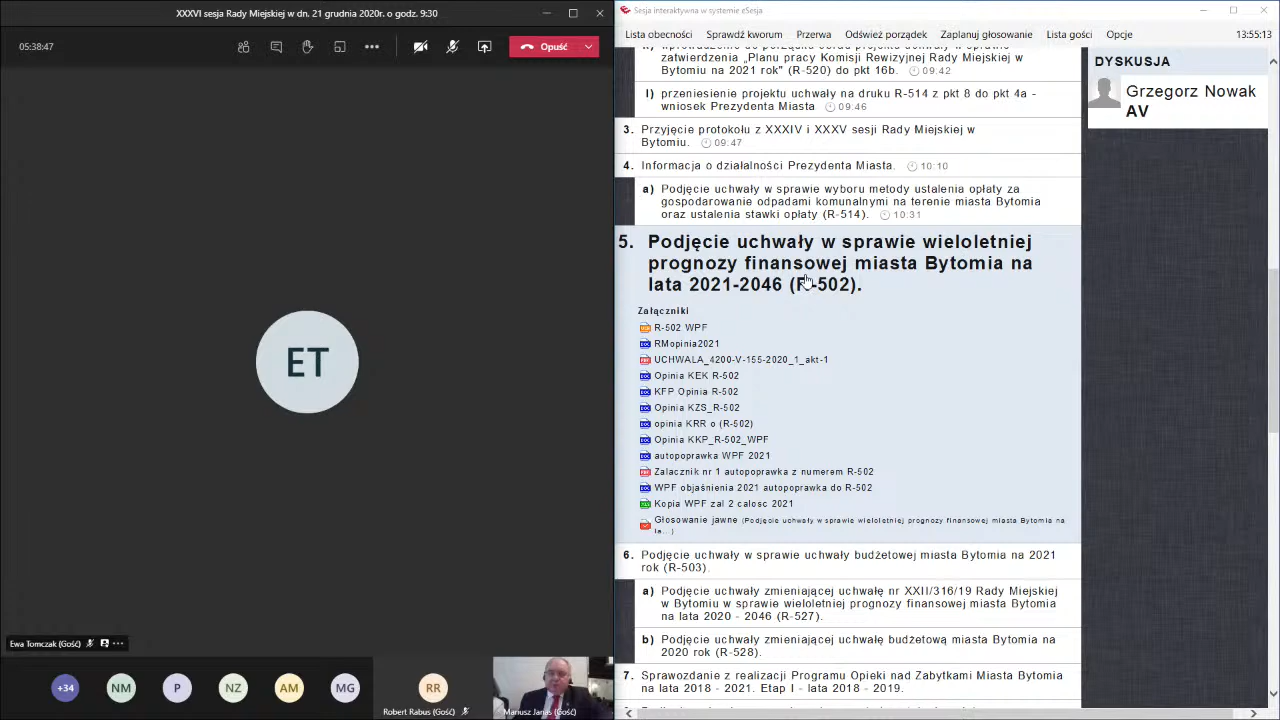 XXXVI sesja Rady Miejskiej w dn. 21 grudnia 2020r. o godz. 9:30
05:38:47
Opuść
ET
Ewa Tomczak (Gość)
+34
NM
P
NZ
AM
MG
RR
Robert Rabus (Gość)
Mariusz Janas (Gość)
Sesja interaktywna w systemie eSesja
Lista obecności Sprawdź kworum Przerwa Odśwież porządek Zaplanuj głosowanie Lista gości Opcje
13:55:13
k) wprowadzenie do porządku obrad projektu uchwały w sprawie
zatwierdzenia „Planu pracy Komisji Rewizyjnej Rady Miejskiej w
Bytomiu na 2021 rok" (R-520) do pkt 16b. 09:42
l) przeniesienie projektu uchwały na druku R-514 z pkt 8 do pkt 4a -
wniosek Prezydenta Miasta 09:46
3. Przyjęcie protokołu z XXXIV i XXXV sesji Rady Miejskiej w
Bytomiu. 09:47
4. Informacja o działalności Prezydenta Miasta. 10:10
a) Podjęcie uchwały w sprawie wyboru metody ustalenia opłaty za
gospodarowanie odpadami komunalnymi na terenie miasta Bytomia
oraz ustalenia stawki opłaty (R-514). 10:31
5. Podjęcie uchwały w sprawie wieloletniej
prognozy finansowej miasta Bytomia na
lata 2021-2046 (R-502).
Załączniki
R-502 WPF
RMopinia2021
UCHWALA_4200-V-155-2020_1_akt-1
Opinia KEK R-502
KFP Opinia R-502
Opinia KZS_R-502
opinia KRR o (R-502)
Opinia KKP_R-502_WPF
autopoprawka WPF 2021
Zalacznik nr 1 autopoprawka z numerem R-502
WPF objaśnienia 2021 autopoprawka do R-502
Kopia WPF zal 2 calosc 2021
Głosowanie jawne (Podjęcie uchwały w sprawie wieloletniej prognozy finansowej miasta Bytomia na
la...)
6. Podjęcie uchwały w sprawie uchwały budżetowej miasta Bytomia na 2021
rok (R-503).
a) Podjęcie uchwały zmieniającej uchwałę nr XXII/316/19 Rady Miejskiej
w Bytomiu w sprawie wieloletniej prognozy finansowej miasta Bytomia
na lata 2020 - 2046 (R-527).
b) Podjęcie uchwały zmieniającej uchwałę budżetową miasta Bytomia na
2020 rok (R-528).
7. Sprawozdanie z realizacji Programu Opieki nad Zabytkami Miasta Bytomia
na lata 2018 - 2021. Etap I - lata 2018 - 2019.
DYSKUSJA
Grzegorz Nowak
AV